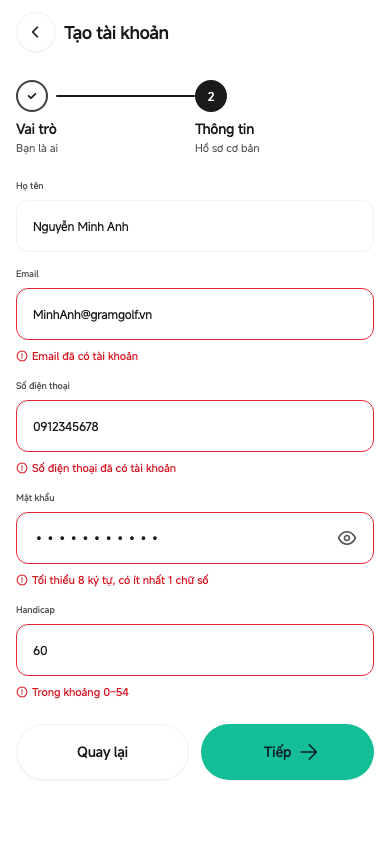 Tạo tài khoản
2
Vai trò
Thông tin
Bạn là ai
Hồ sơ cơ bản
Họ tên
Nguyễn Minh Anh
Email
MinhAnh@gramgolf.vn
Email đã có tài khoản
Số điện thoại
0912345678
Số điện thoại đã có tài khoản
Mật khẩu
•••••••••••
Tối thiểu 8 ký tự, có ít nhất 1 chữ số
Handicap
60
Trong khoảng 0–54
Quay lại
Tiếp